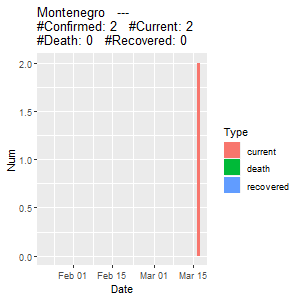 Montenegro   ---
#Confirmed: 2   #Current: 2
#Death: 0   #Recovered: 0
2.0
1.5
1.0
0.5
0.0
Num
Feb 01
Feb 15
Mar 01
Mar 15
Date
Type
current
death
recovered